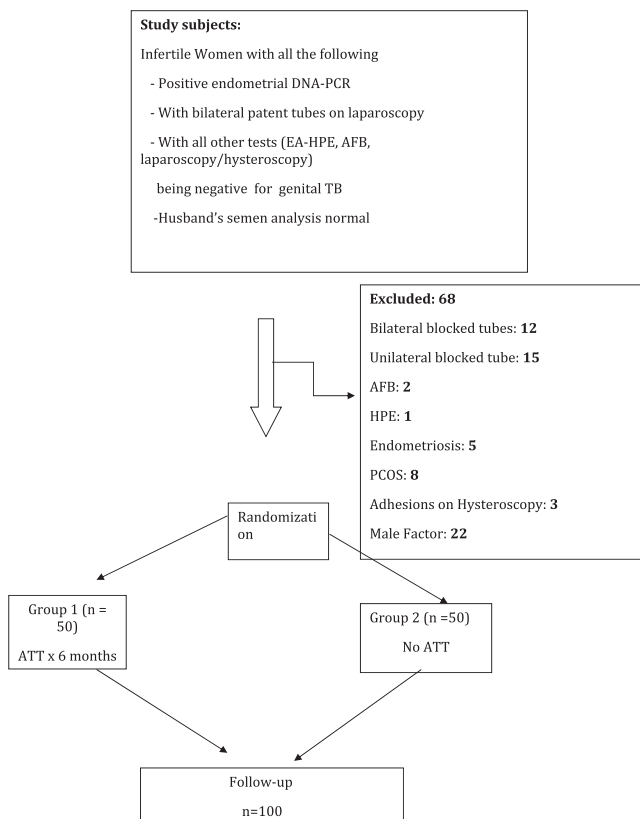 Study subjects:
Infertile Women with all the following
- Positive endometrial DNA-PCR
- With bilateral patent tubes on laparoscopy
- With all other tests (EA-HPE, AFB,
laparoscopy/hysteroscopy)
being negative for genital TB
-Husband's semen analysis normal
Excluded: 68
Bilateral blocked tubes: 12
Unilateral blocked tube: 15
AFB: 2
HPE: 1
Endometriosis: 5
PCOS: 8
Adhesions on Hysteroscopy: 3
Male Factor: 22
Randomizati
on
Group 1 (n =
50)
ATT x 6 months
Group 2 (n =50)
No ATT
Follow-up
n=100